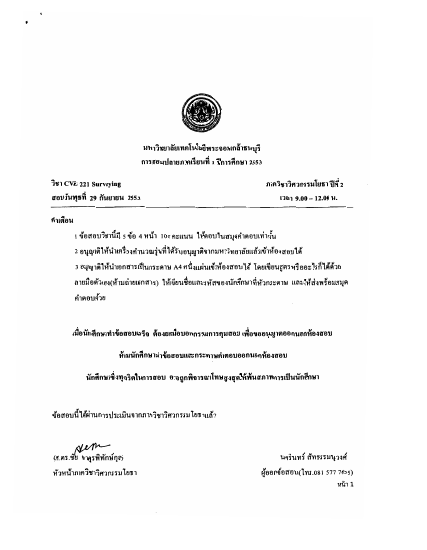 มหาวิทยาลัยเทคโนโลยีพระจอมเกล้าธนบุรี
การสอบปลายภาคเรียนที่ 1 ปีการศึกษา 2553
วิชา CVE 221 Surveying ภาควิชาวิศวกรรมโยธา ปีที่ 2
สอบวันพุธที่ 29 กันยายน 2553 เวลา 9.00 – 12.00 น.
คำเตือน
1 ข้อสอบวิชานี้มี 5 ข้อ 4 หน้า 100 คะแนน ให้ตอบในสมุดคำตอบเท่านั้น
2 อนุญาตให้นำเครื่องคำนวณรุ่นที่ได้รับอนุญาตจากมหาวิทยาลัยเข้าห้องสอบได้
3 อนุญาตให้นำเอกสารเป็นกระดาษ A4 หนึ่งแผ่นเข้าห้องสอบได้ โดยเขียนสูตรหรืออะไรก็ได้ด้วย
ลายมือตัวเอง(ห้ามถ่ายเอกสาร) ให้เขียนชื่อและรหัสของนักศึกษาที่หัวกระดาษ และให้ส่งพร้อมสมุด
คำตอบด้วย
เมื่อนักศึกษาทำข้อสอบเสร็จ ต้องยกมือบอกกรรมการคุมสอบ เพื่อขออนุญาตออกนอกห้องสอบ
ห้ามนักศึกษานำข้อสอบและกระดาษคำตอบออกนอกห้องสอบ
นักศึกษาซึ่งทุจริตในการสอบ อาจถูกพิจารณาโทษสูงสุดให้พ้นสภาพการเป็นนักศึกษา
ข้อสอบนี้ได้ผ่านการประเมินจากภาควิชาวิศวกรรมโยธาแล้ว
(ศ.ดร.ชัย จาตุรพิทักษ์กุล) นครินทร์
หัวหน้าภาควิชาวิศวกรรมโยธา ผู้ออกข้อสอบ(โทร.081 577
หน้า 1